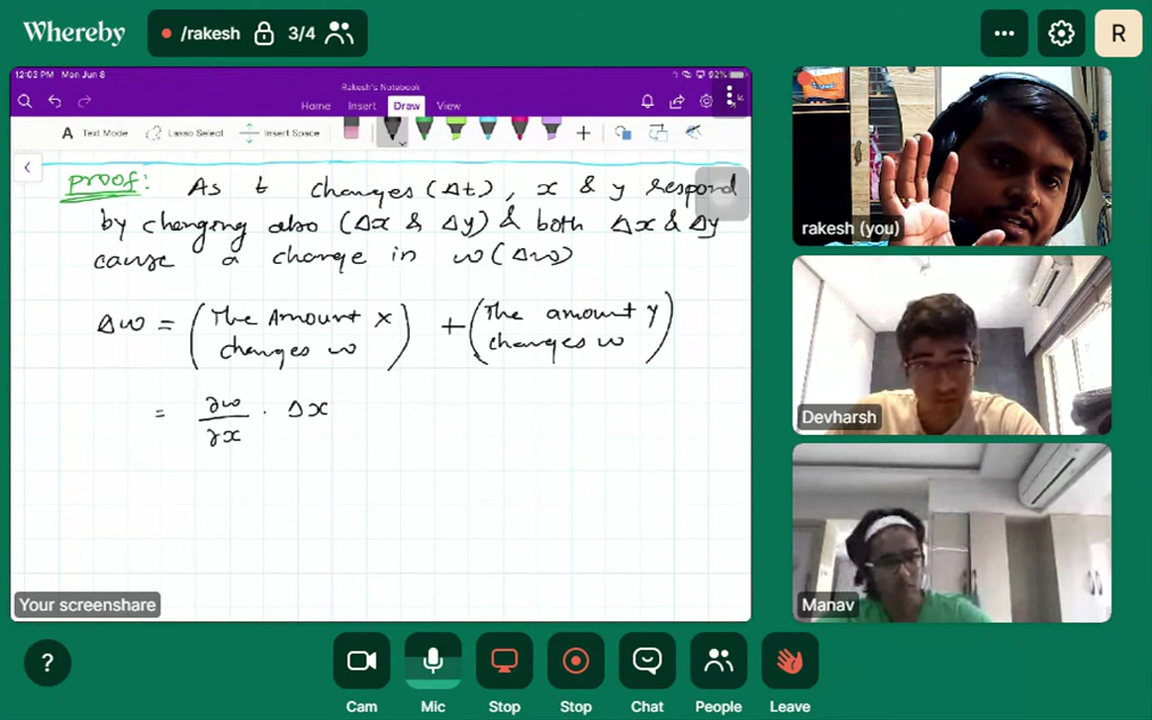 Whereby
/rakesh 3/4
R
12:03 PM Mon Jun 8
92%
Rakesh's Notebook
Home Insert Draw View
A Text Mode Lasso Select Insert Space
Proof: As t changes (Δt), x & y respond
by changing also (Δx & Δy) & both Δx & Δy
cause a change in w (Δw)
Δw = (The Amount x changes w) + (The amount y changes w)
= ∂w/∂x · Δx
Your screenshare
rakesh (you)
Devharsh
Manav
?
Cam Mic Stop Stop Chat People Leave